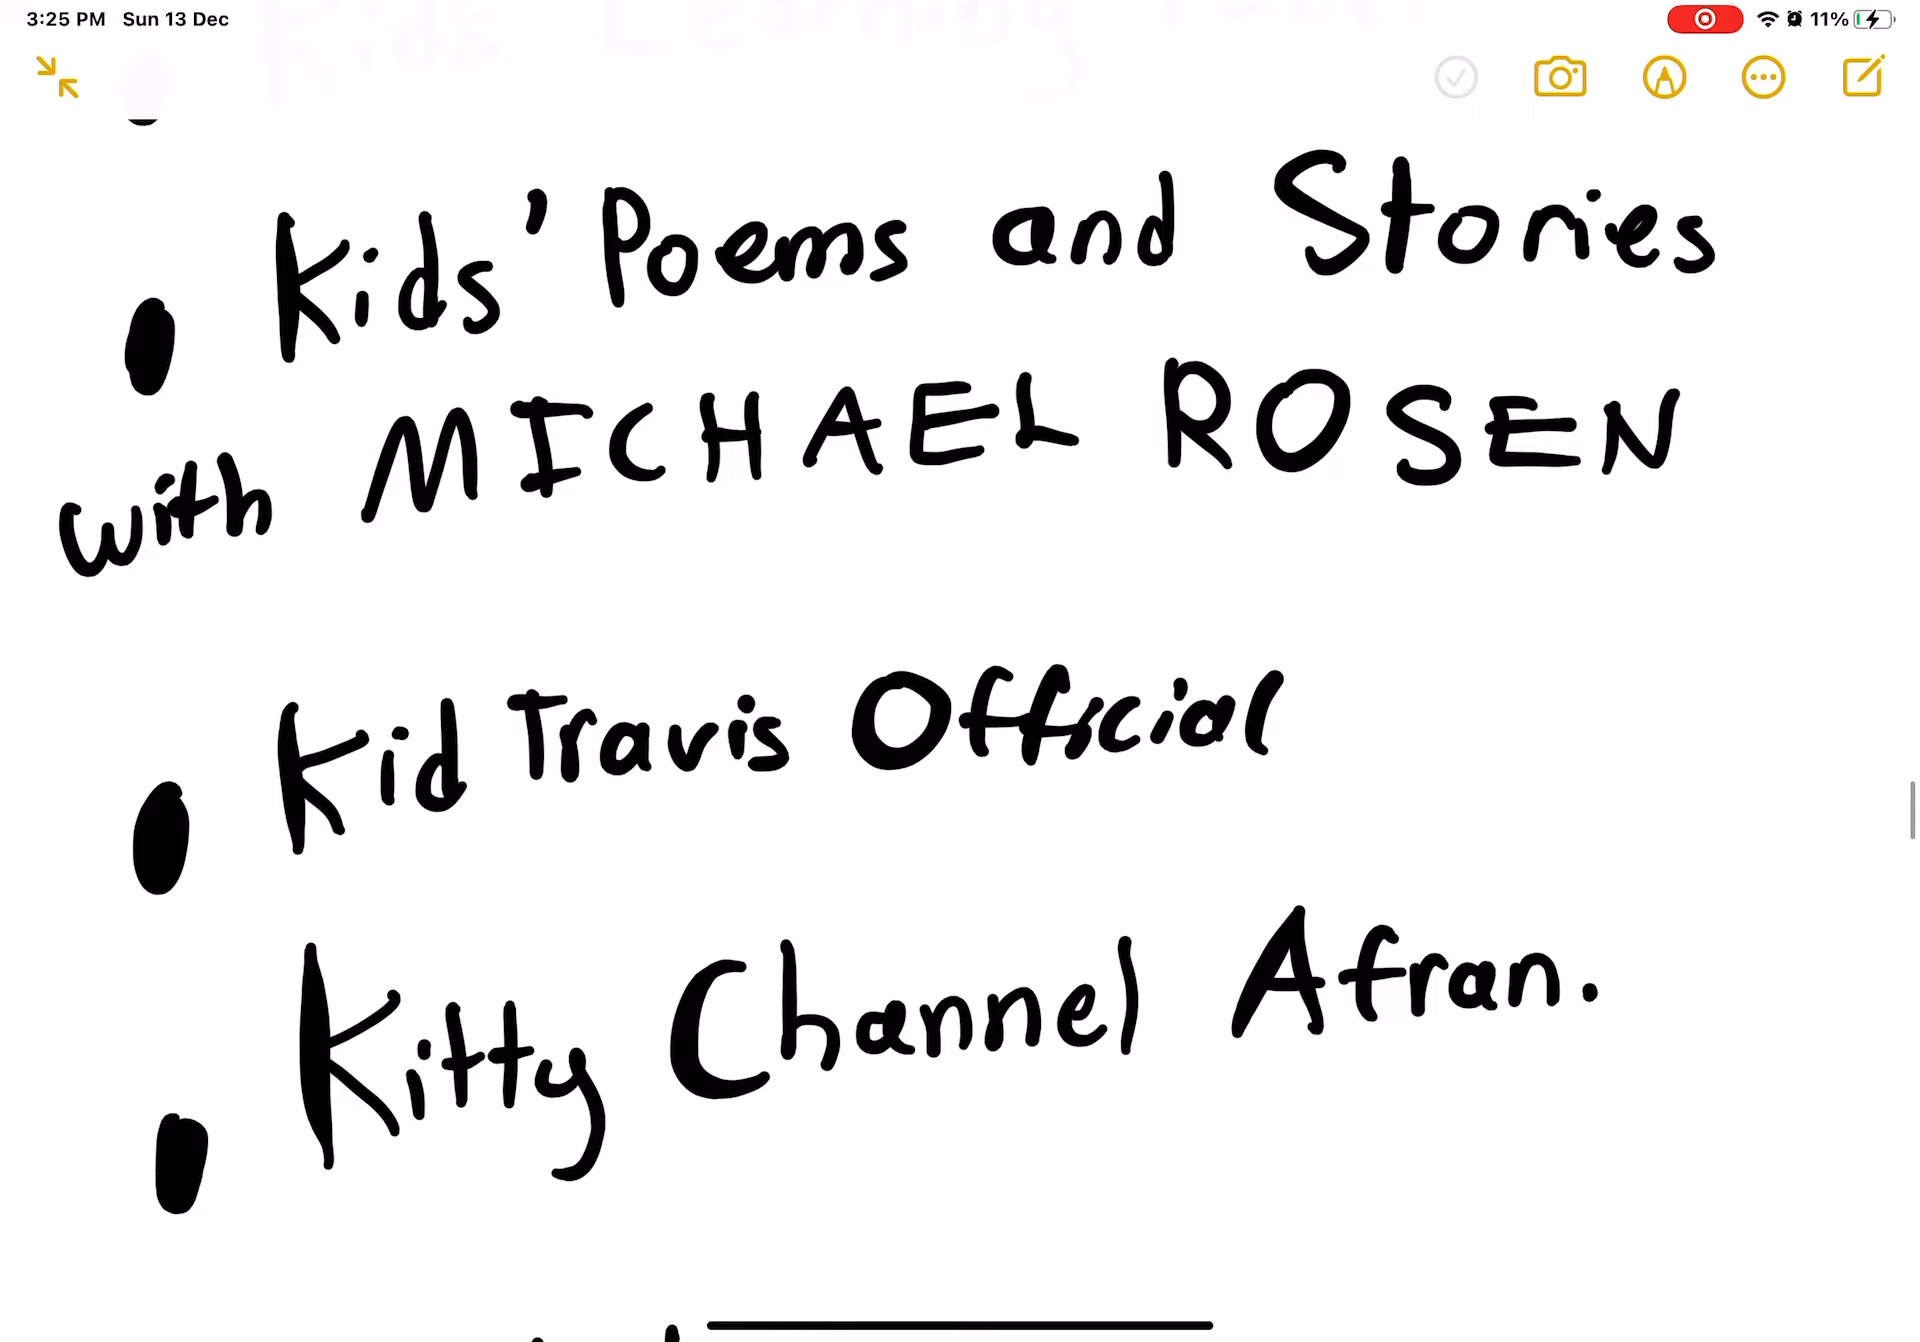 3:25 PM Sun 13 Dec 11%
Kids' Poems and Stories
with MICHAEL ROSEN
Kid Travis Official
Kitty Channel Afran.